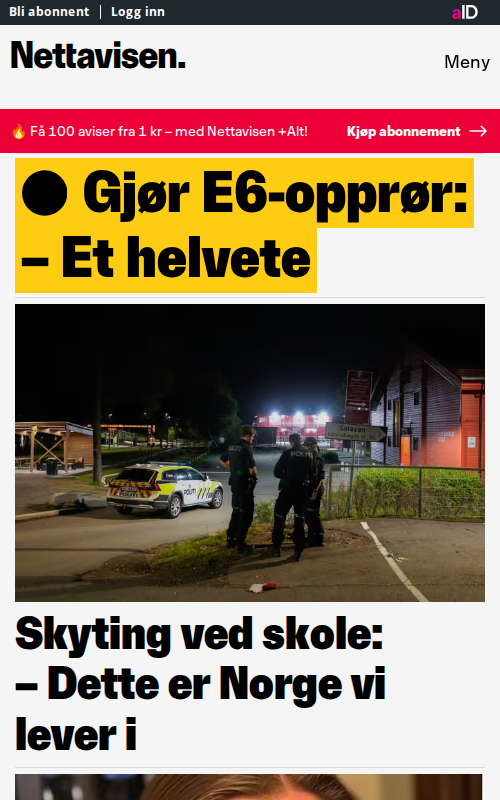 Bli abonnent
Logg inn
aID
Nettavisen.
Meny
🔥 Få 100 aviser fra 1 kr – med Nettavisen +Alt!
Kjøp abonnement →
● Gjør E6-opprør:
– Et helvete
POLITI
Skyting ved skole:
– Dette er Norge vi
lever i